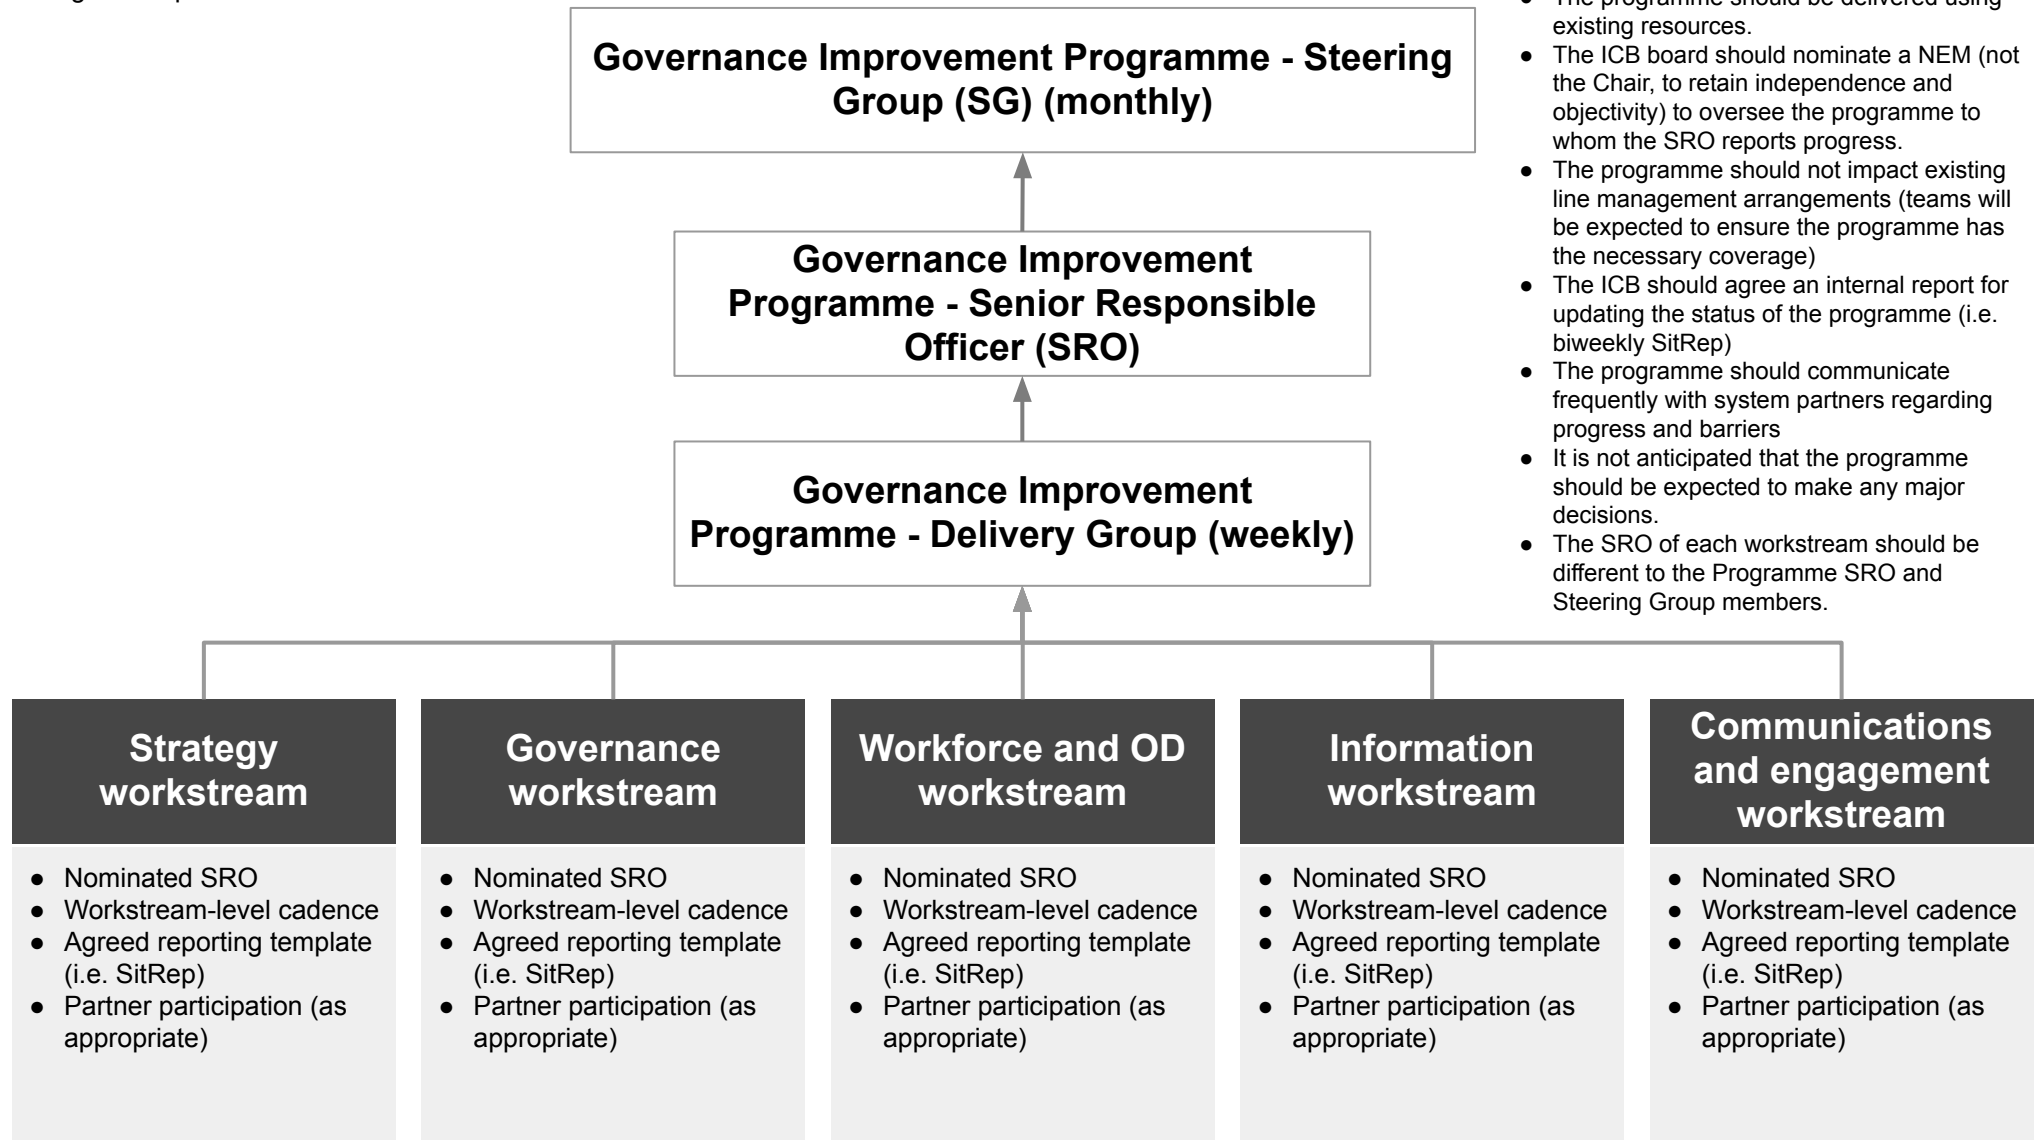 Governance Improvement Programme - Steering
Group (SG) (monthly)
Governance Improvement
Programme - Senior Responsible
Officer (SRO)
Governance Improvement
Programme - Delivery Group (weekly)
● The programme should be delivered using
existing resources.
● The ICB board should nominate a NEM (not
the Chair, to retain independence and
objectivity) to oversee the programme to
whom the SRO reports progress.
● The programme should not impact existing
line management arrangements (teams will
be expected to ensure the programme has
the necessary coverage)
● The ICB should agree an internal report for
updating the status of the programme (i.e.
biweekly SitRep)
● The programme should communicate
frequently with system partners regarding
progress and barriers
● It is not anticipated that the programme
should be expected to make any major
decisions.
● The SRO of each workstream should be
different to the Programme SRO and
Steering Group members.
Strategy
workstream
● Nominated SRO
● Workstream-level cadence
● Agreed reporting template
(i.e. SitRep)
● Partner participation (as
appropriate)
Governance
workstream
● Nominated SRO
● Workstream-level cadence
● Agreed reporting template
(i.e. SitRep)
● Partner participation (as
appropriate)
Workforce and OD
workstream
● Nominated SRO
● Workstream-level cadence
● Agreed reporting template
(i.e. SitRep)
● Partner participation (as
appropriate)
Information
workstream
● Nominated SRO
● Workstream-level cadence
● Agreed reporting template
(i.e. SitRep)
● Partner participation (as
appropriate)
Communications
and engagement
workstream
● Nominated SRO
● Workstream-level cadence
● Agreed reporting template
(i.e. SitRep)
● Partner participation (as
appropriate)